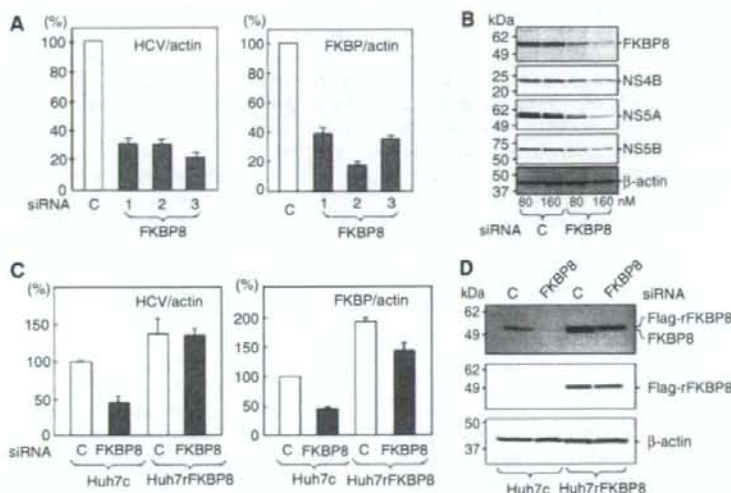 A
(%)
100
80
60
40
20
0
HCV/actin
siRNA C 1 2 3
FKBP8
(%)
100
80
60
40
20
0
FKBP/actin
C 1 2 3
FKBP8
B
kDa
62
49
FKBP8
25
20
NS4B
62
49
NS5A
75
50
NS5B
50
37
β-actin
80 160 80 160 nM
siRNA C FKBP8
C
(%)
150
100
50
0
HCV/actin
siRNA C FKBP8 C FKBP8
Huh7c Huh7rFKBP8
(%)
200
150
100
50
0
FKBP/actin
C FKBP8 C FKBP8
Huh7c Huh7rFKBP8
D
C FKBP8 C FKBP8 siRNA
kDa
62
49
Flag-rFKBP8
FKBP8
62
49
Flag-rFKBP8
50
37
β-actin
Huh7c Huh7rFKBP8